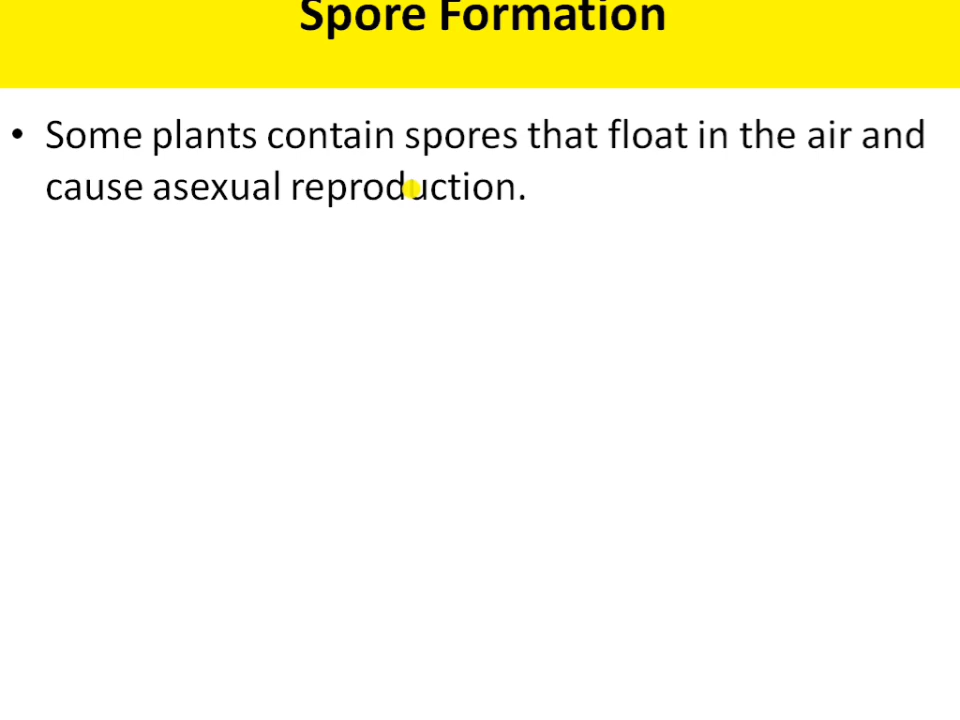 Spore Formation
• Some plants contain spores that float in the air and
cause asexual reproduction.